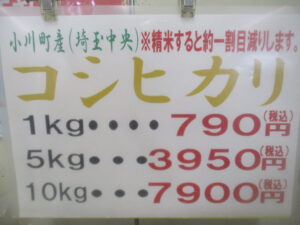 小川町産(埼玉中央)※精米すると約一割目減りします。
コシヒカリ
1kg・・・・790円(税込)
5kg・・・3950円(税込)
10kg・・・7900円(税込)